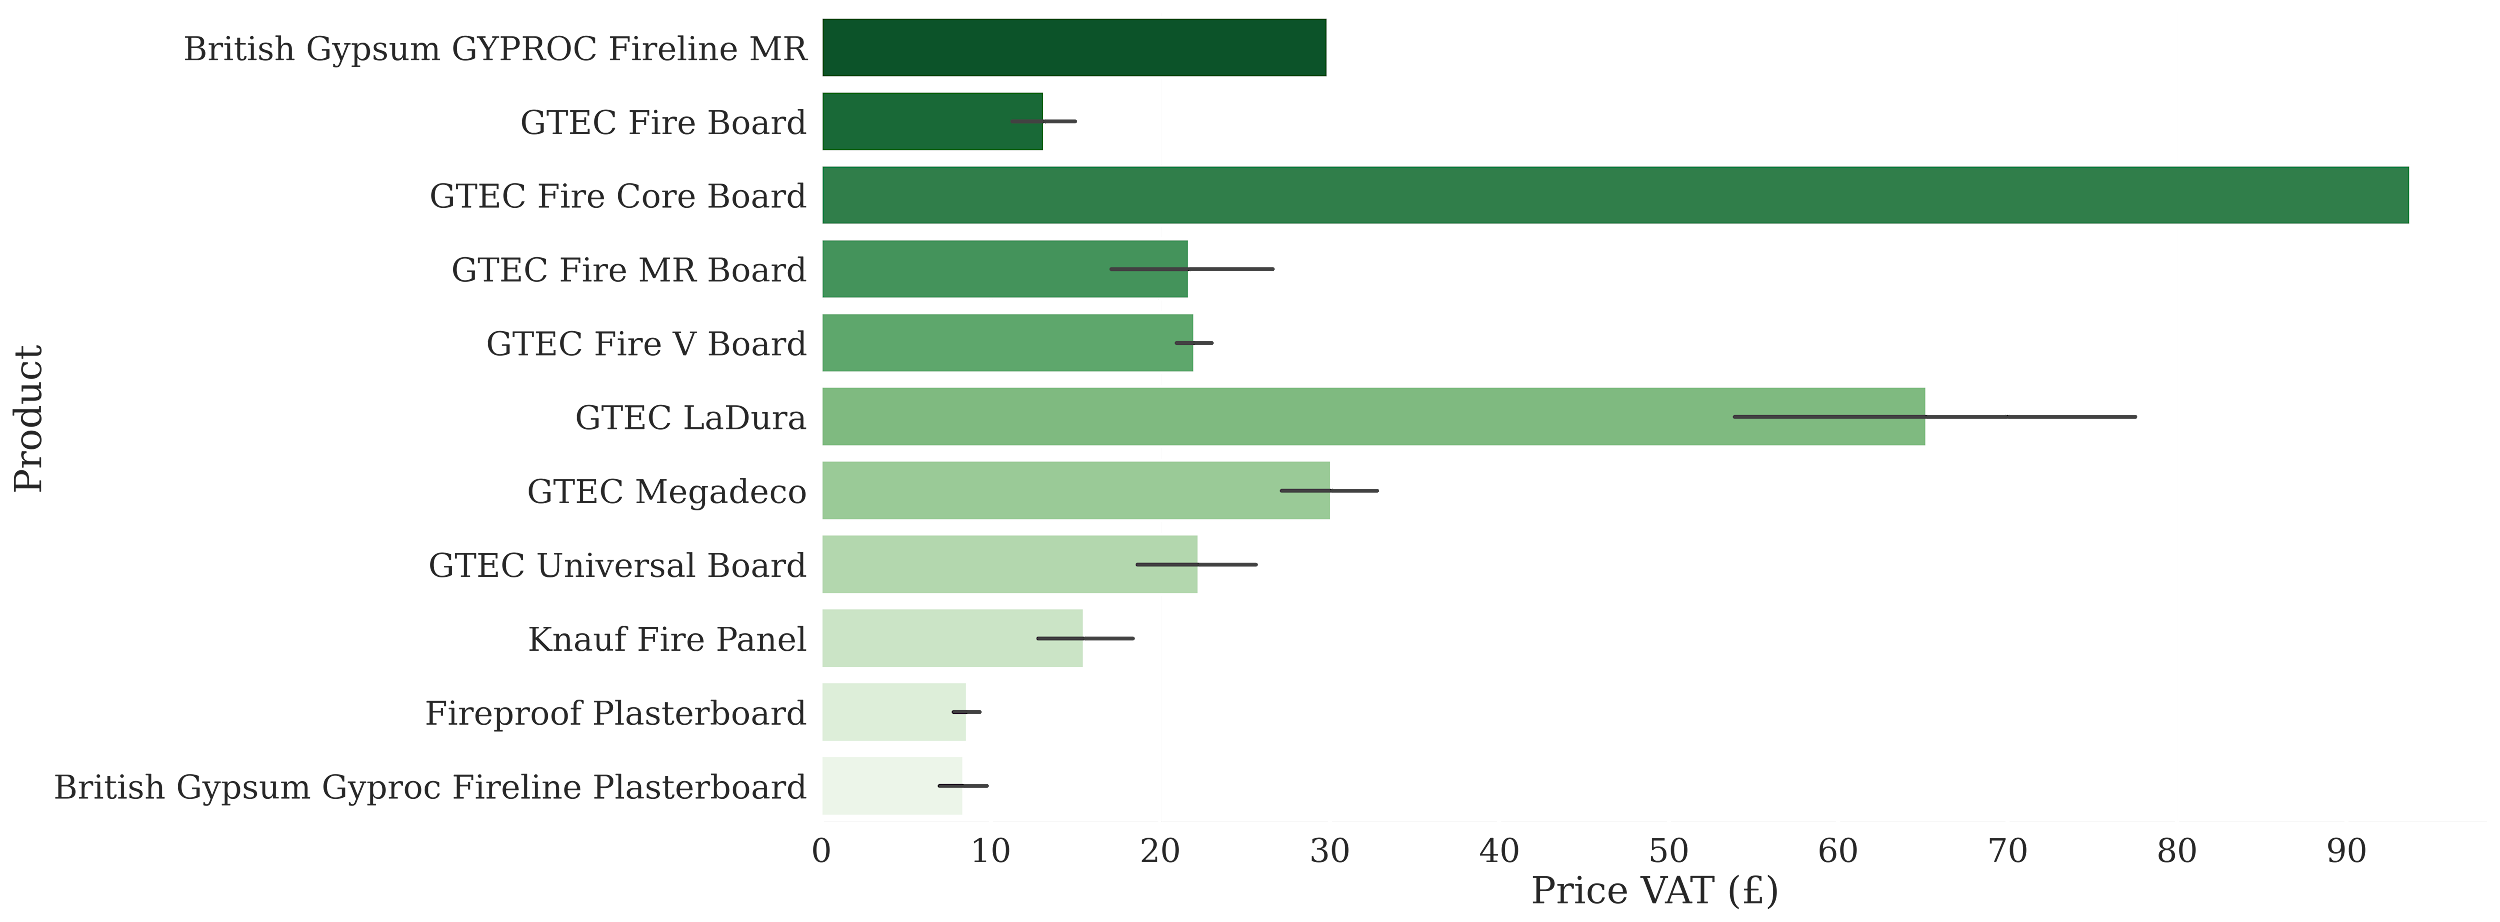 British Gypsum GYPROC Fireline MR
GTEC Fire Board
GTEC Fire Core Board
GTEC Fire MR Board
GTEC Fire V Board
GTEC LaDura
GTEC Megadeco
GTEC Universal Board
Knauf Fire Panel
Fireproof Plasterboard
British Gypsum Gyproc Fireline Plasterboard
Product
0 10 20 30 40 50 60 70 80 90
Price VAT (£)